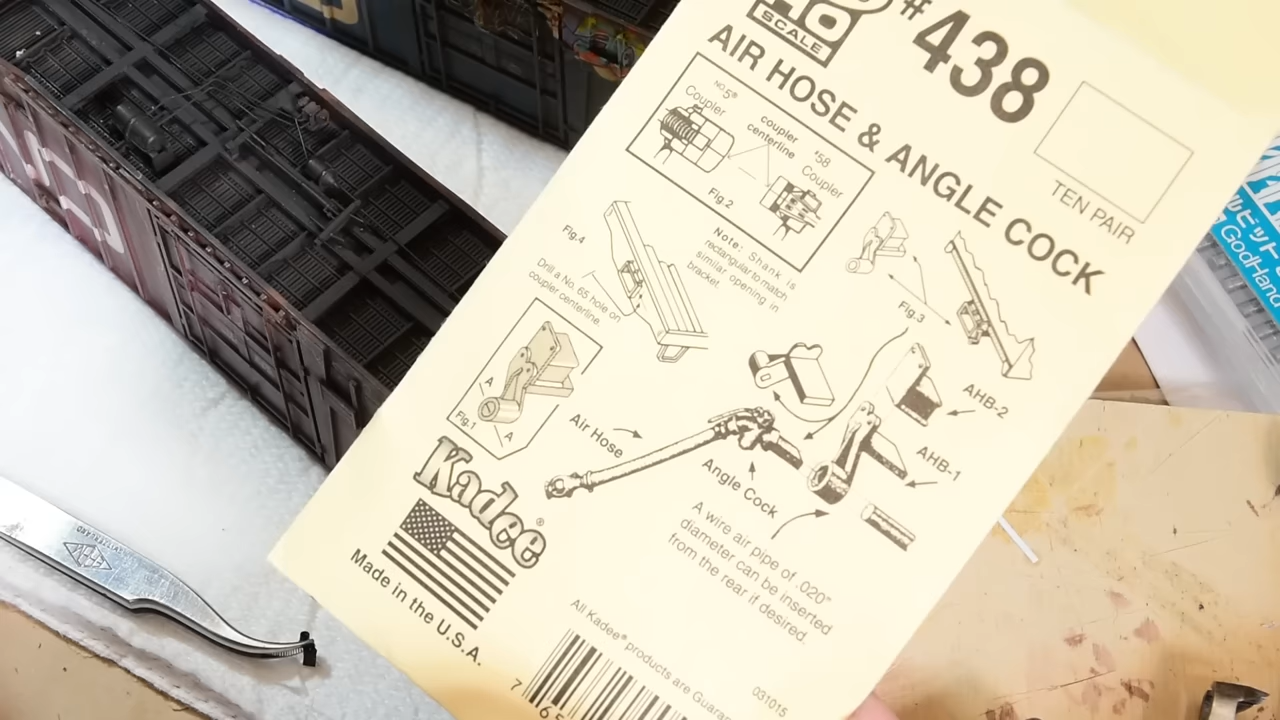 HO
SCALE
#438
AIR HOSE & ANGLE COCK
TEN PAIR
NO.5®
Coupler
coupler
centerline
#58
Coupler
Fig.2
Note: Shank is
rectangular to match
similar opening in
bracket.
Fig.3
Fig.4
Drill a No. 65 hole on
coupler centerline.
A
A
Fig.1
Air Hose
Angle Cock
AHB-2
AHB-1
A wire air pipe of .020"
diameter can be inserted
from the rear if desired.
Kadee®
Made in the U.S.A.
All Kadee® products are
031015
7
GodHand